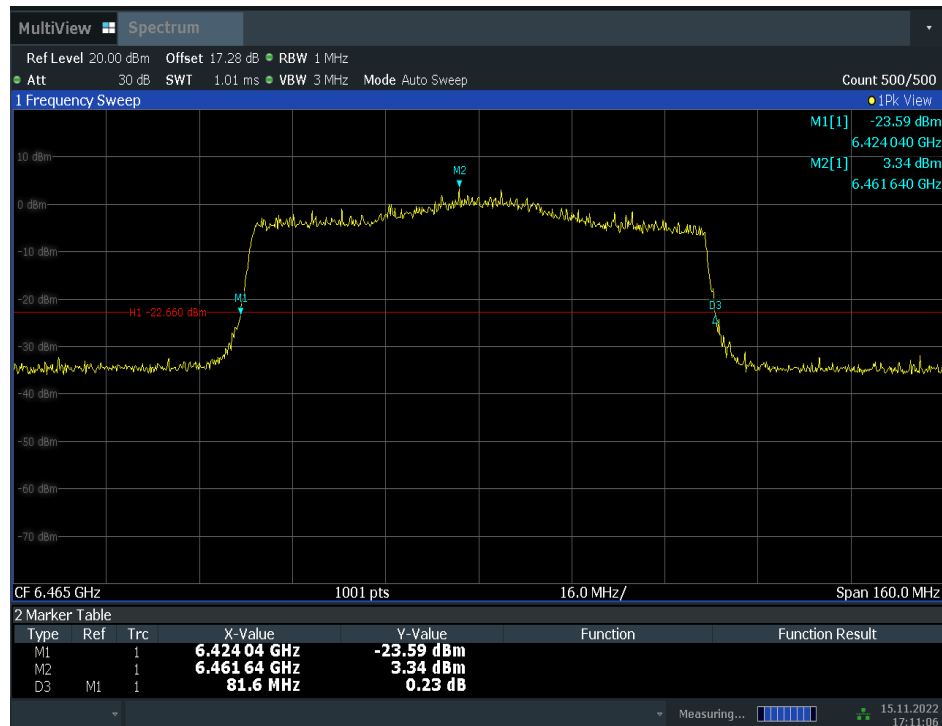 MultiView Spectrum
Ref Level 20.00 dBm Offset 17.28 dB RBW 1 MHz
Att 30 dB SWT 1.01 ms VBW 3 MHz Mode Auto Sweep Count 500/500
1 Frequency Sweep 1Pk View
M1[1] -23.59 dBm
6.424 040 GHz
10 dBm
M2[1] 3.34 dBm
M2
6.461 640 GHz
0 dBm
-10 dBm
-20 dBm
M1
D3
H1 -22.660 dBm
-30 dBm
-40 dBm
-50 dBm
-60 dBm
-70 dBm
CF 6.465 GHz 1001 pts 16.0 MHz/ Span 160.0 MHz
2 Marker Table
Type Ref Trc X-Value Y-Value Function Function Result
M1 1 6.424 04 GHz -23.59 dBm
M2 1 6.461 64 GHz 3.34 dBm
D3 M1 1 81.6 MHz 0.23 dB
Measuring... 15.11.2022
17:11:06